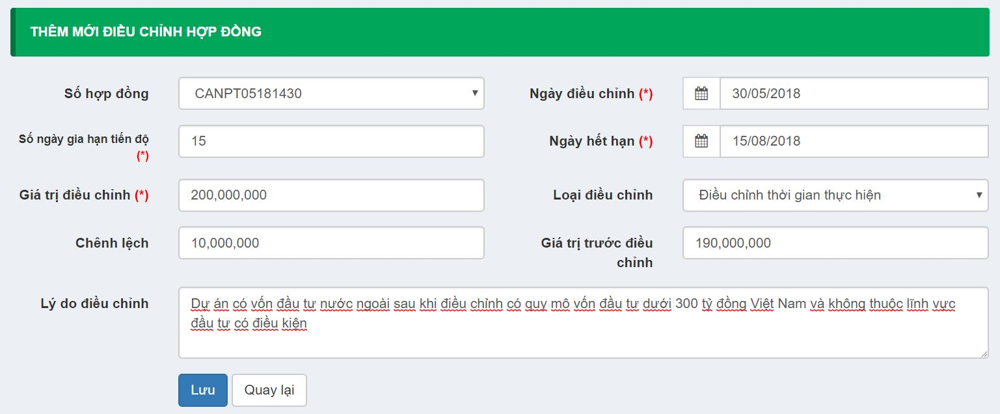 THÊM MỚI ĐIỀU CHỈNH HỢP ĐỒNG
Số hợp đồng
CANPT05181430
Ngày điều chỉnh (*)
30/05/2018
Số ngày gia hạn tiến độ
(*)
15
Ngày hết hạn (*)
15/08/2018
Giá trị điều chỉnh (*)
200,000,000
Loại điều chỉnh
Điều chỉnh thời gian thực hiện
Chênh lệch
10,000,000
Giá trị trước điều
chỉnh
190,000,000
Lý do điều chỉnh
Dự án có vốn đầu tư nước ngoài sau khi điều chỉnh có quy mô vốn đầu tư dưới 300 tỷ đồng Việt Nam và không thuộc lĩnh vực
đầu tư có điều kiện
Lưu
Quay lại